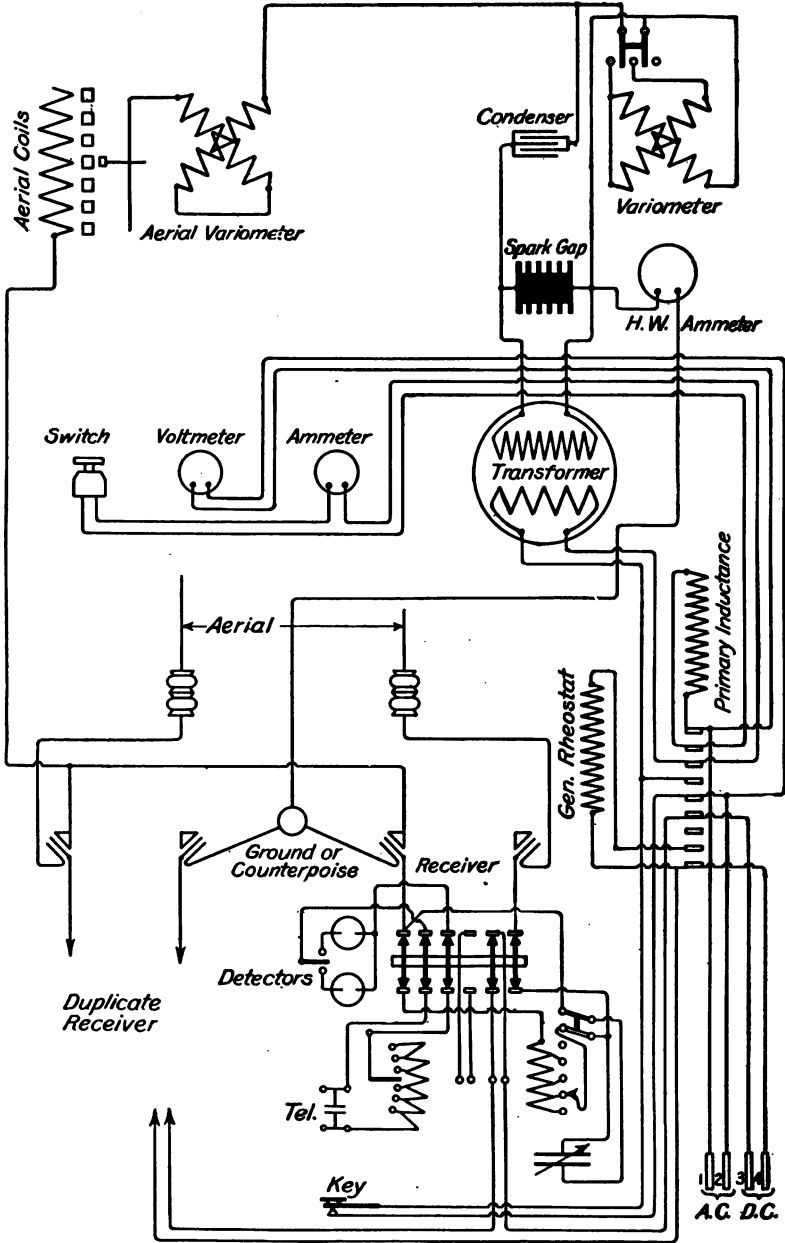 Condenser
Aerial Coils
Variometer
Aerial Variometer
Spark Gap
H.W. Ammeter
Switch
Voltmeter
Ammeter
Transformer
Primary Inductance
Aerial
Gen. Rheostat
Ground or
Counterpoise
Receiver
Detectors
Duplicate
Receiver
Tel.
Key
1 2 3 4
A.C. D.C.